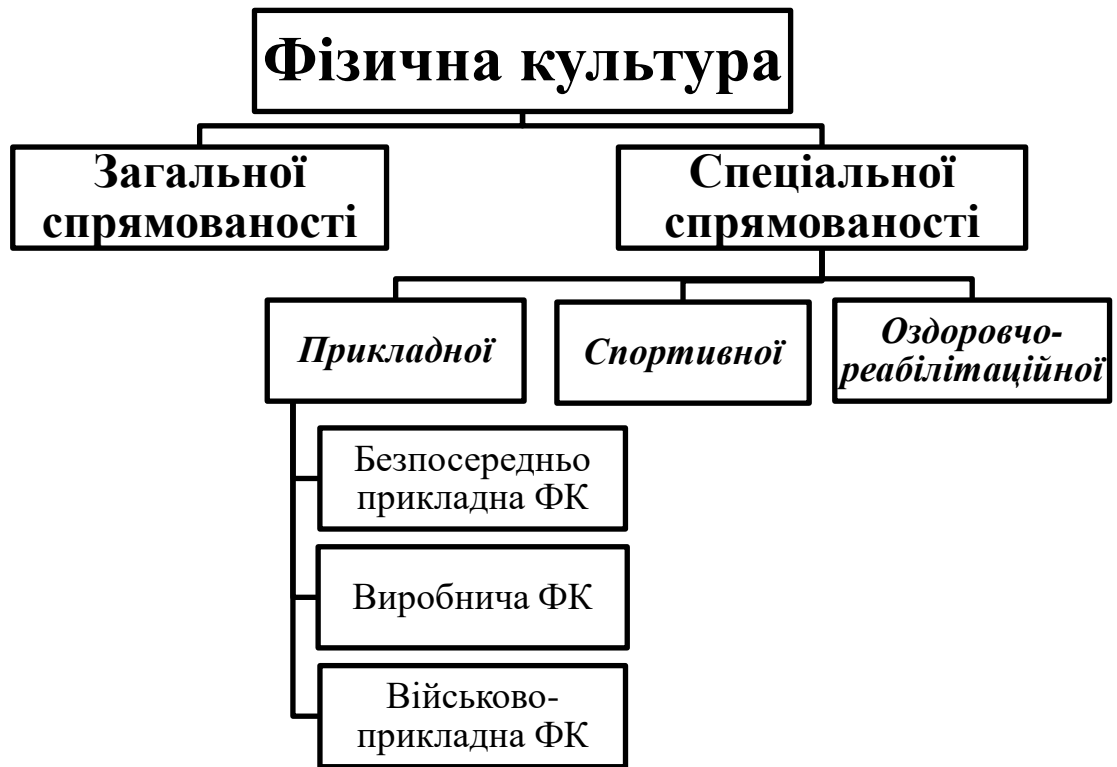 Фізична культура
Загальної
спрямованості
Спеціальної
спрямованості
Прикладної
Спортивної
Оздоровчо-
реабілітаційної
Безпосередньо
прикладна ФК
Виробнича ФК
Військово-
прикладна ФК